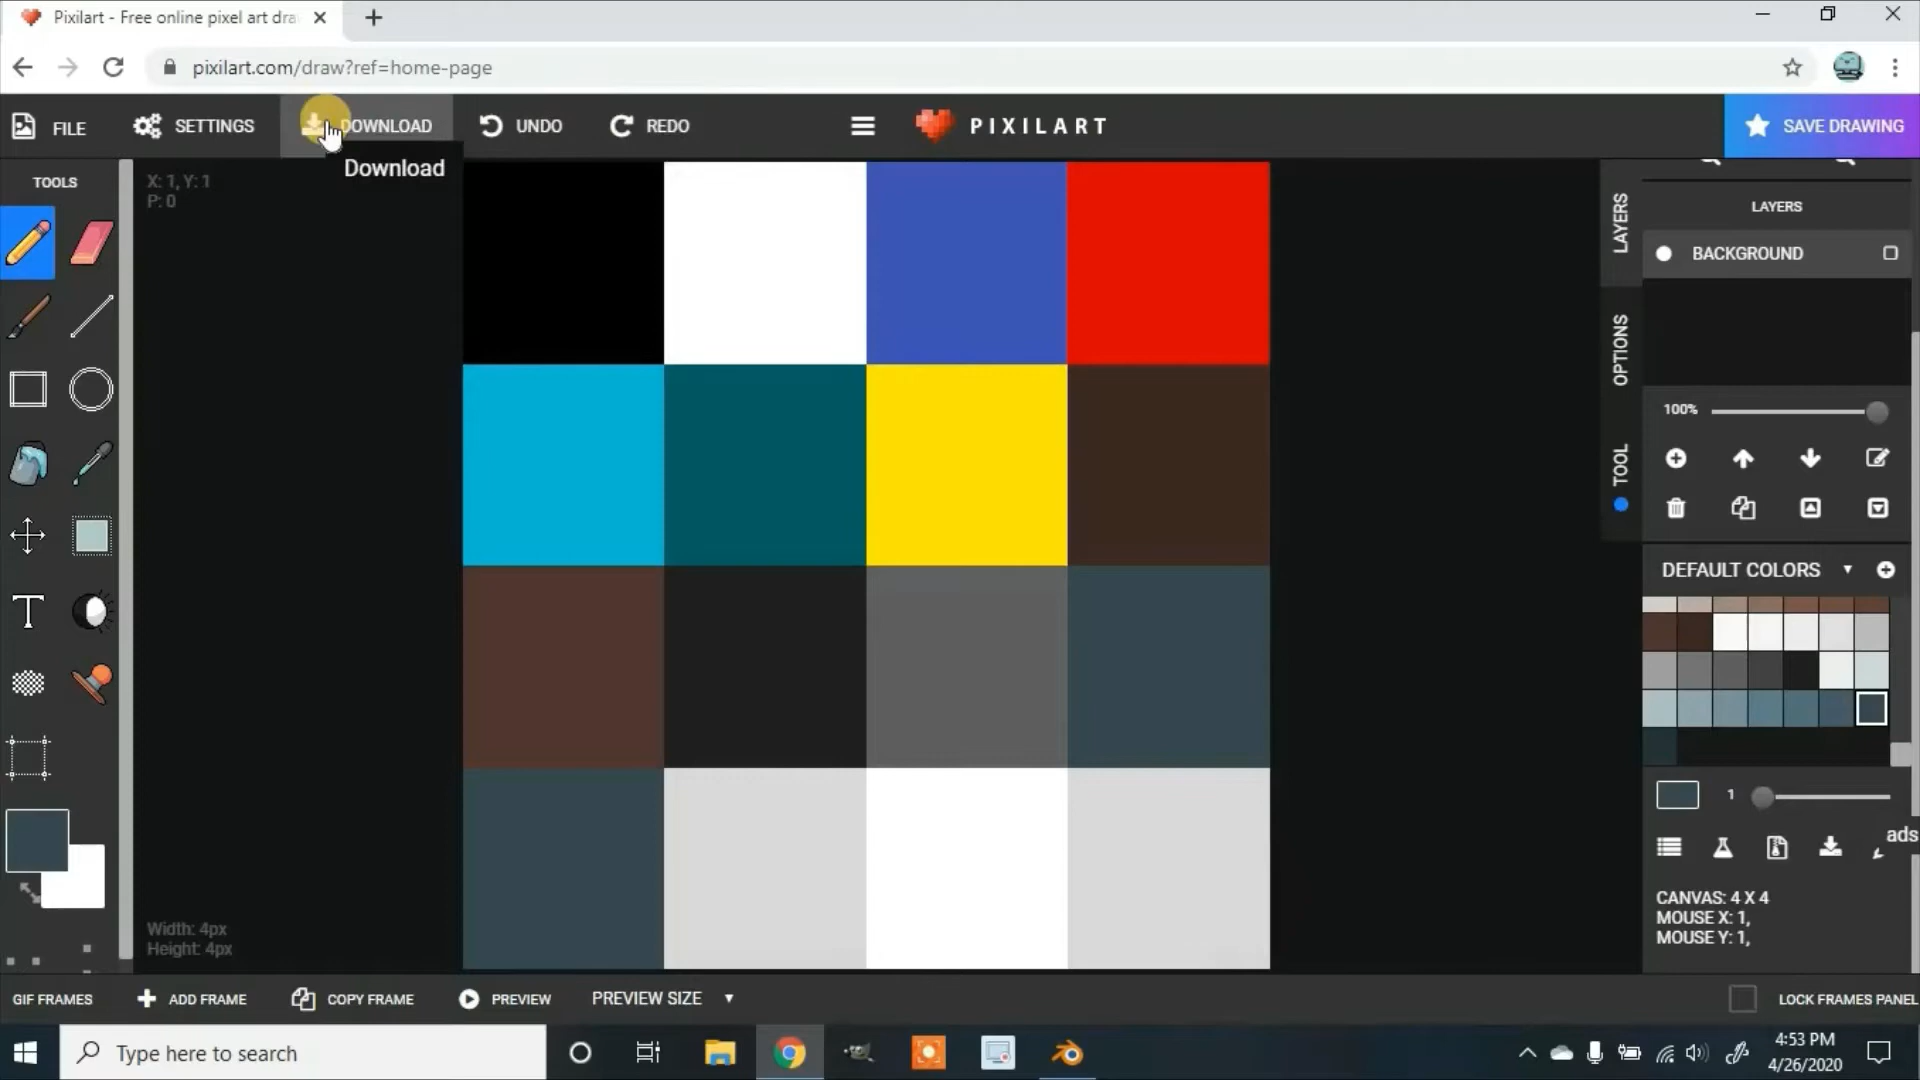 Pixilart - Free online pixel art dra
pixilart.com/draw?ref=home-page
FILE
SETTINGS
DOWNLOAD
UNDO
REDO
PIXILART
SAVE DRAWING
Download
TOOLS
X: 1, Y: 1
P: 0
LAYERS
LAYERS
BACKGROUND
OPTIONS
100%
TOOL
DEFAULT COLORS
1
ads
CANVAS: 4 X 4
MOUSE X: 1,
MOUSE Y: 1,
Width: 4px
Height: 4px
GIF FRAMES
ADD FRAME
COPY FRAME
PREVIEW
PREVIEW SIZE
LOCK FRAMES PANEL
Type here to search
4:53 PM
4/26/2020